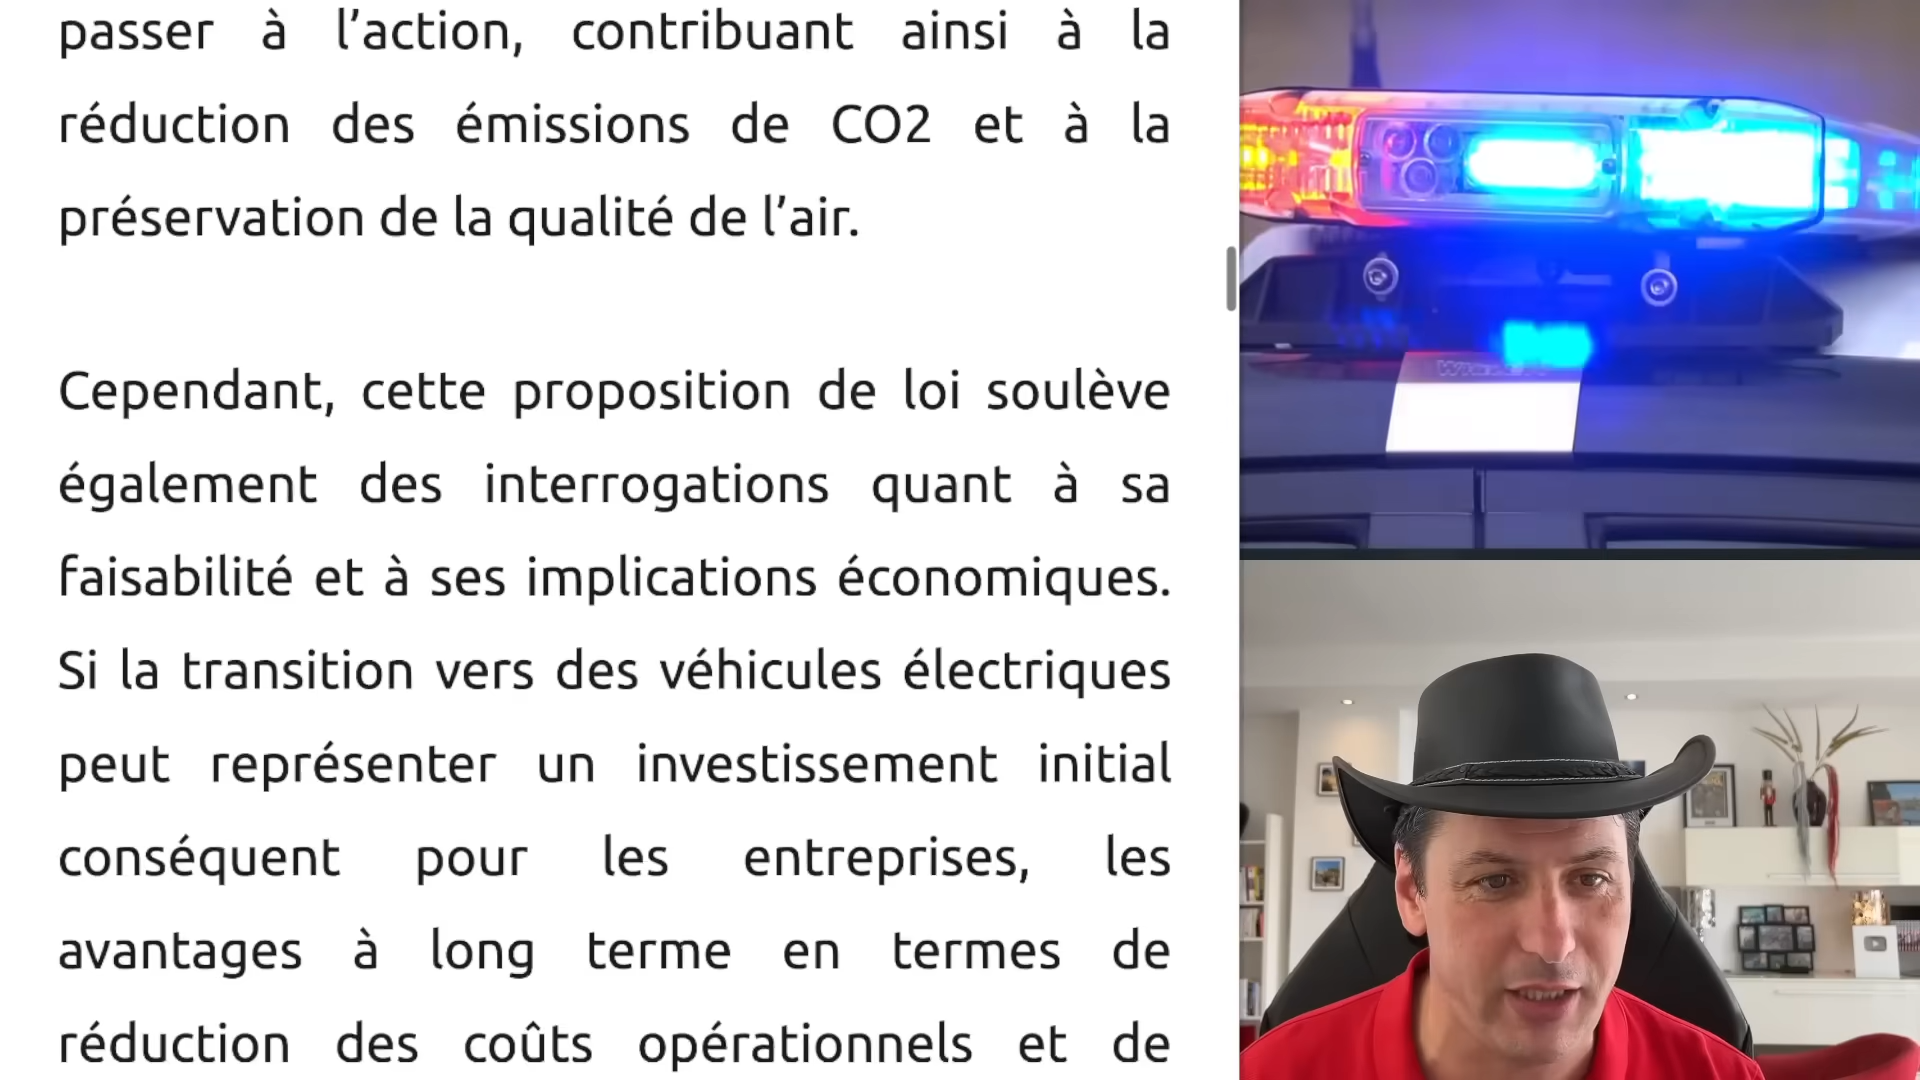 passer à l’action, contribuant ainsi à la
réduction des émissions de CO2 et à la
préservation de la qualité de l’air.
Cependant, cette proposition de loi soulève
également des interrogations quant à sa
faisabilité et à ses implications économiques.
Si la transition vers des véhicules électriques
peut représenter un investissement initial
conséquent pour les entreprises, les
avantages à long terme en termes de
réduction des coûts opérationnels et de